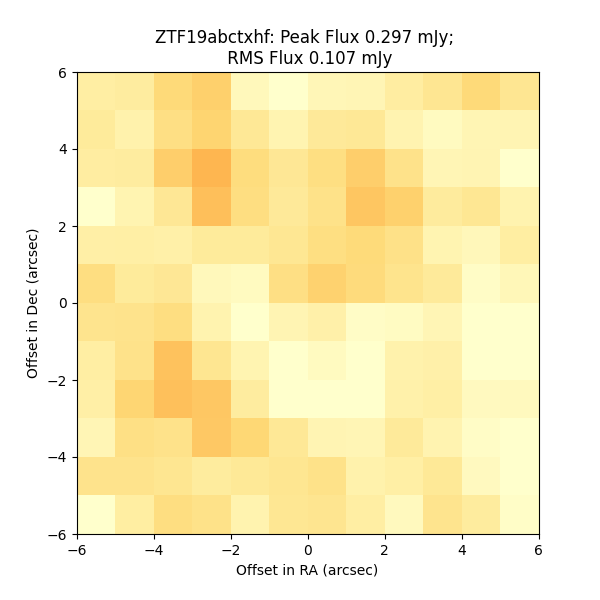 ZTF19abctxhf: Peak Flux 0.297 mJy;
RMS Flux 0.107 mJy
6
4
2
0
−2
−4
−6
Offset in Dec (arcsec)
−6 −4 −2 0 2 4 6
Offset in RA (arcsec)